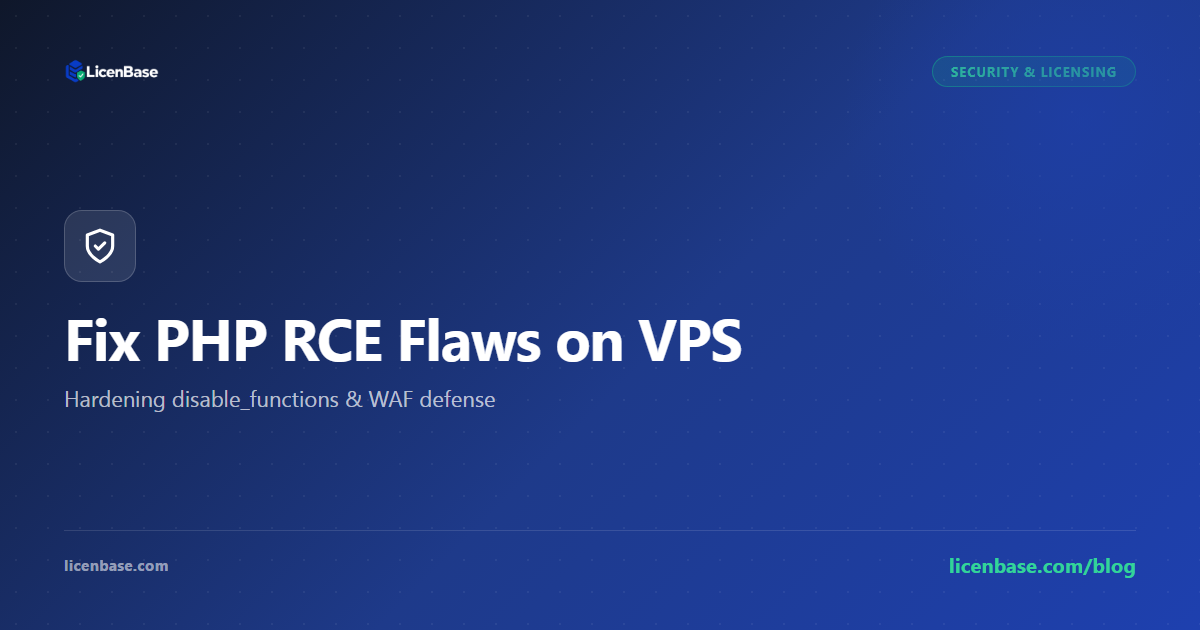 LicenBase
SECURITY & LICENSING
Fix PHP RCE Flaws on VPS
Hardening disable_functions & WAF defense
licenbase.com
licenbase.com/blog